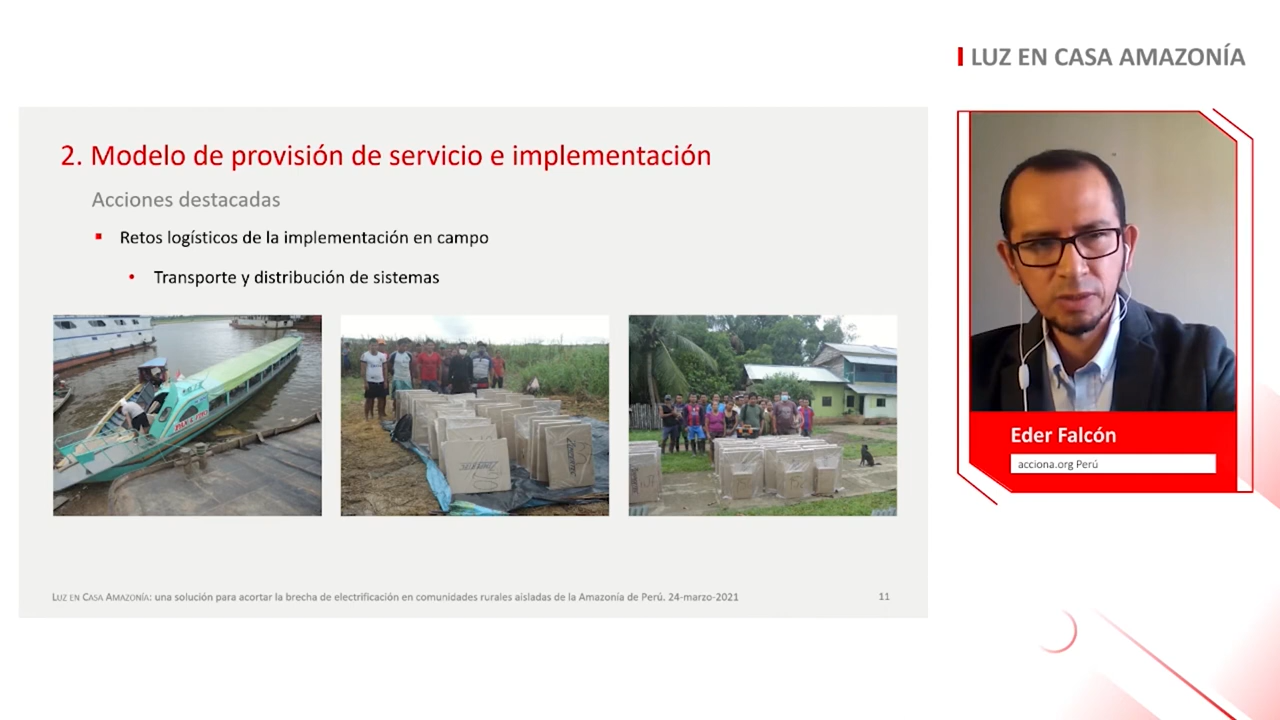 LUZ EN CASA AMAZONÍA
2. Modelo de provisión de servicio e implementación
Acciones destacadas
Retos logísticos de la implementación en campo
Transporte y distribución de sistemas
LUZ EN CASA AMAZONÍA: una solución para acortar la brecha de electrificación en comunidades rurales aisladas de la Amazonía de Perú. 24-marzo-2021
11
Eder Falcón
acciona.org Perú